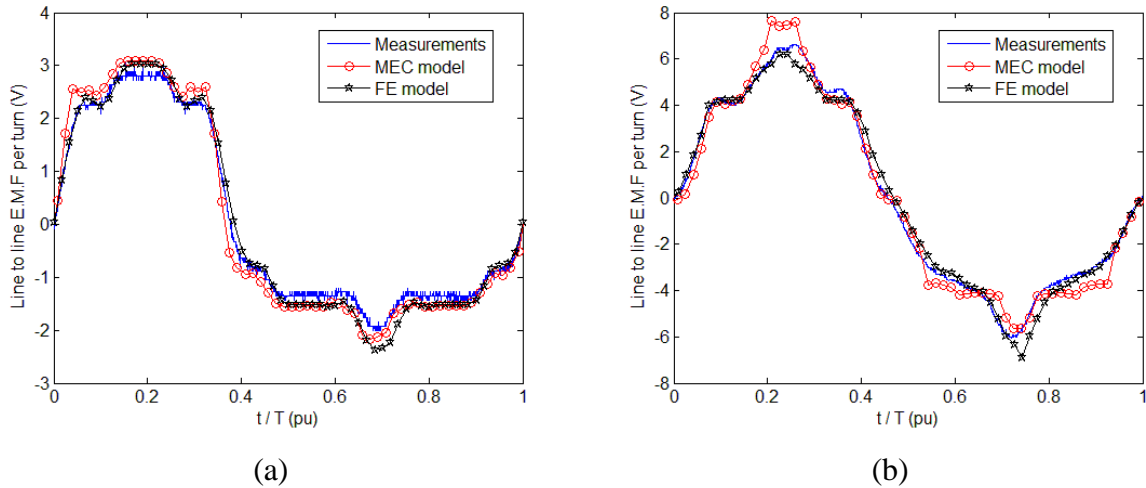 Line to line E.M.F per turn (V)
4
3
2
1
0
-1
-2
-3
0
0.2
0.4
0.6
0.8
1
t / T (pu)
Measurements
MEC model
FE model
(a)
Line to line E.M.F per turn (V)
8
6
4
2
0
-2
-4
-6
-8
0
0.2
0.4
0.6
0.8
1
t / T (pu)
Measurements
MEC model
FE model
(b)